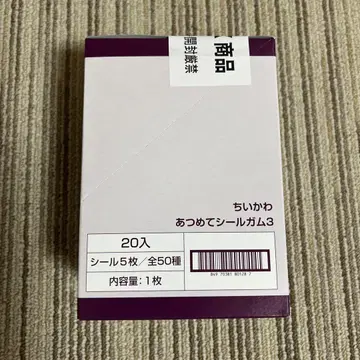 商品
開封厳禁
ちいかわ
あつめてシールガム3
20入
シール5枚/全50種
内容量:1枚